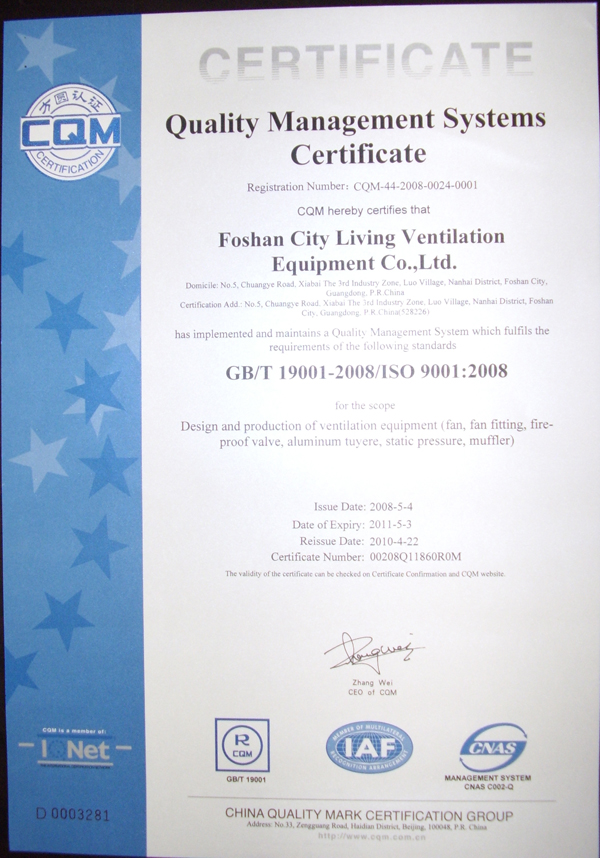 CERTIFICATE
方圆认证
CQM
CERTIFICATION
Quality Management Systems
Certificate
Registration Number: CQM-44-2008-0024-0001
CQM hereby certifies that
Foshan City Living Ventilation
Equipment Co.,Ltd.
Domicile: No.5, Chuangye Road, Xiabai The 3rd Industry Zone, Luo Village, Nanhai District, Foshan City,
Guangdong, P.R.China
Certification Add.: No.5, Chuangye Road, Xiabai The 3rd Industry Zone, Luo Village, Nanhai District, Foshan
City, Guangdong, P.R.China(528226)
has implemented and maintains a Quality Management System which fulfils the
requirements of the following standards
GB/T 19001-2008/ISO 9001:2008
for the scope
Design and production of ventilation equipment (fan, fan fitting, fire-
proof valve, aluminum tuyere, static pressure, muffler)
Issue Date: 2008-5-4
Date of Expiry: 2011-5-3
Reissue Date: 2010-4-22
Certificate Number: 00208Q11860R0M
The validity of the certificate can be checked on Certificate Confirmation and CQM website.
Zhang Wei
CEO of CQM
CQM is a member of:
IQNet
R
CQM
GB/T 19001
MEMBER OF MULTILATERAL
IAF
RECOGNITION ARRANGEMENT
CNAS
MANAGEMENT SYSTEM
CNAS C002-Q
D 0003281
CHINA QUALITY MARK CERTIFICATION GROUP
Address: No.33, Zengguang Road, Haidian District, Beijing, 100048, P.R. China
http://www.cqm.com.cn